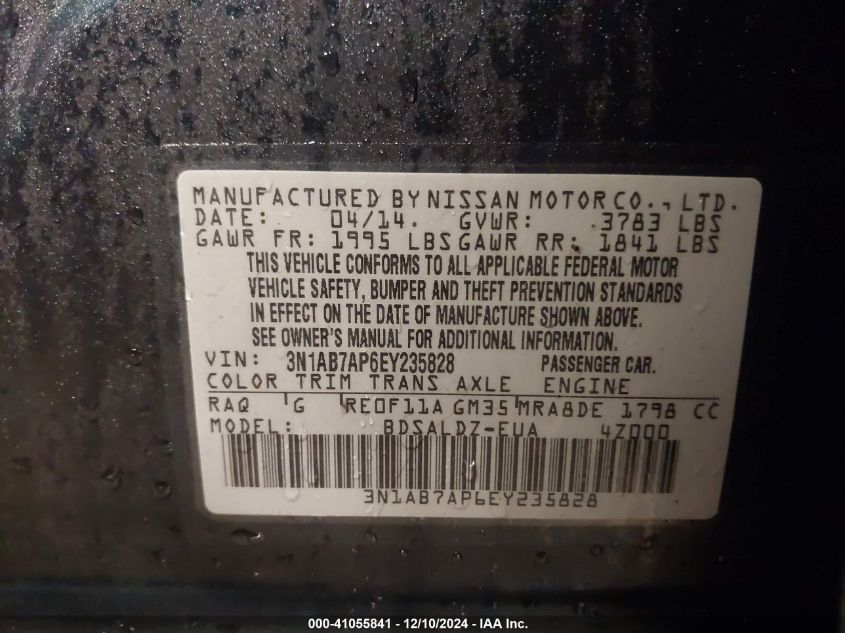 MANUFACTURED BY NISSAN MOTOR CO., LTD.
DATE: 04/14. GVWR: 3783 LBS
GAWR FR: 1995 LBS GAWR RR: 1841 LBS
THIS VEHICLE CONFORMS TO ALL APPLICABLE FEDERAL MOTOR
VEHICLE SAFETY, BUMPER AND THEFT PREVENTION STANDARDS
IN EFFECT ON THE DATE OF MANUFACTURE SHOWN ABOVE.
SEE OWNER'S MANUAL FOR ADDITIONAL INFORMATION.
VIN: 3N1AB7AP6EY235828 PASSENGER CAR.
COLOR TRIM TRANS AXLE ENGINE
RAQ G RE0F11A GM35 MRA8DE 1798 CC
MODEL: BDSALDZ-EUA 4Z000
3N1AB7AP6EY235828
000-41055841 - 12/10/2024 - IAA Inc.